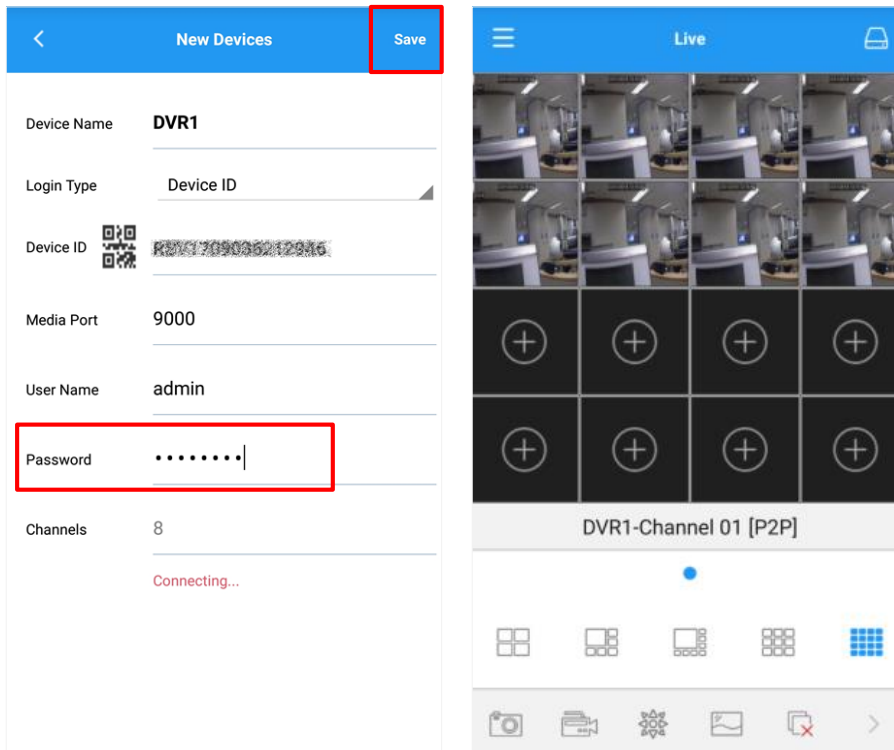 New Devices
Save
Device Name
DVR1
Login Type
Device ID
Device ID
Media Port
9000
User Name
admin
Password
••••••••
Channels
8
Connecting...
Live
DVR1-Channel 01 [P2P]